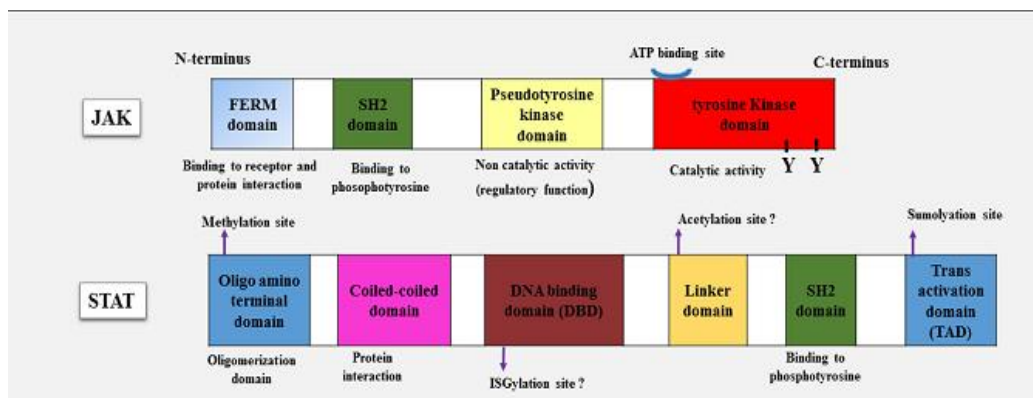 ATP binding site
N-terminus
C-terminus
JAK
FERM
domain
SH2
domain
Pseudotyrosine
kinase
domain
tyrosine Kinase
domain
Y Y
Binding to receptor and
protein interaction
Binding to
phosophotyrosine
Non catalytic activity
(regulatory function)
Catalytic activity
Methylation site
Acetylation site ?
Sumolyation site
STAT
Oligo amino
terminal
domain
Coiled-coiled
domain
DNA binding
domain (DBD)
Linker
domain
SH2
domain
Trans
activation
domain
(TAD)
Oligomerization
domain
Protein
interaction
ISGylation site ?
Binding to
phosphotyrosine